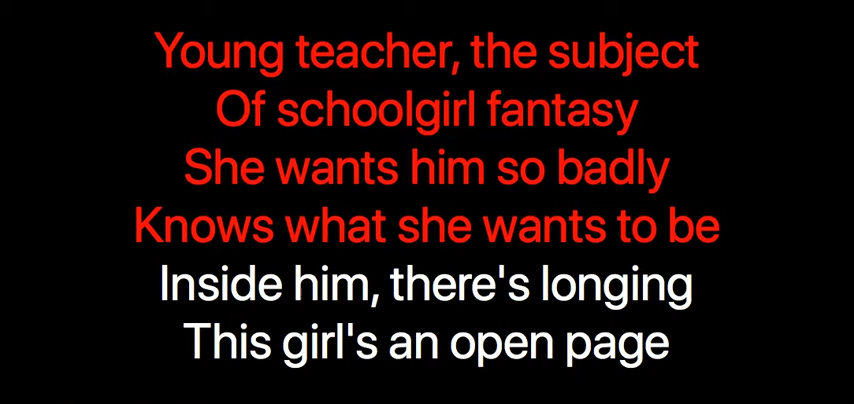 Young teacher, the subject
Of schoolgirl fantasy
She wants him so badly
Knows what she wants to be
Inside him, there's longing
This girl's an open page